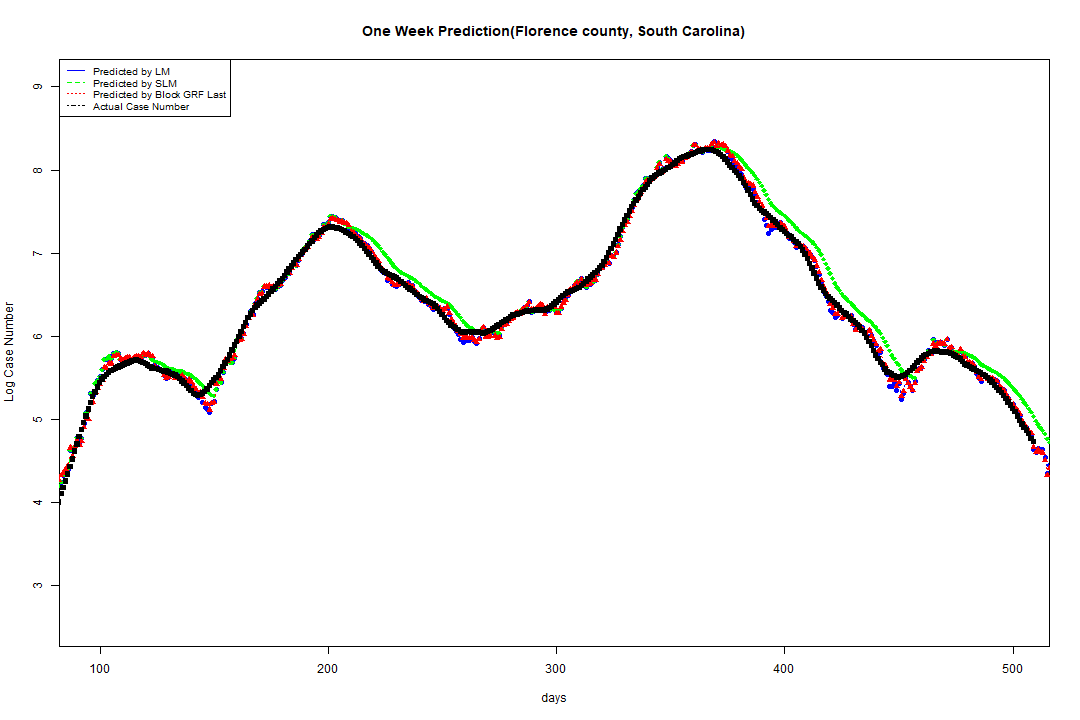 One Week Prediction(Florence county, South Carolina)
Predicted by LM
Predicted by SLM
Predicted by Block GRF Last
Actual Case Number
Log Case Number
9
8
7
6
5
4
3
100 200 300 400 500
days